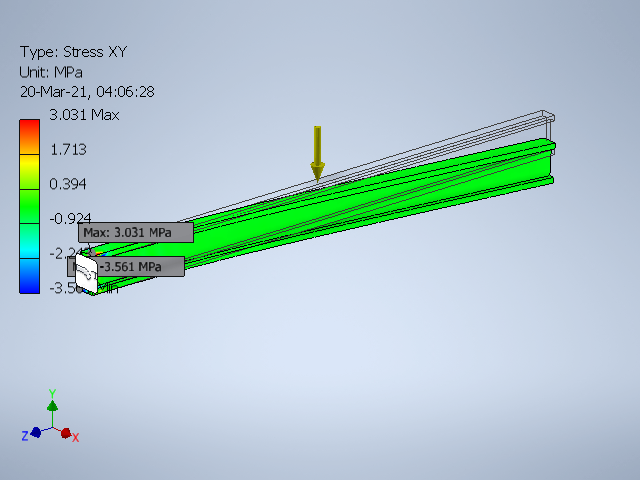 Type: Stress XY
Unit: MPa
20-Mar-21, 04:06:28
3.031 Max
1.713
0.394
-0.924
Max: 3.031 MPa
-3.561 MPa
Y
Z
X